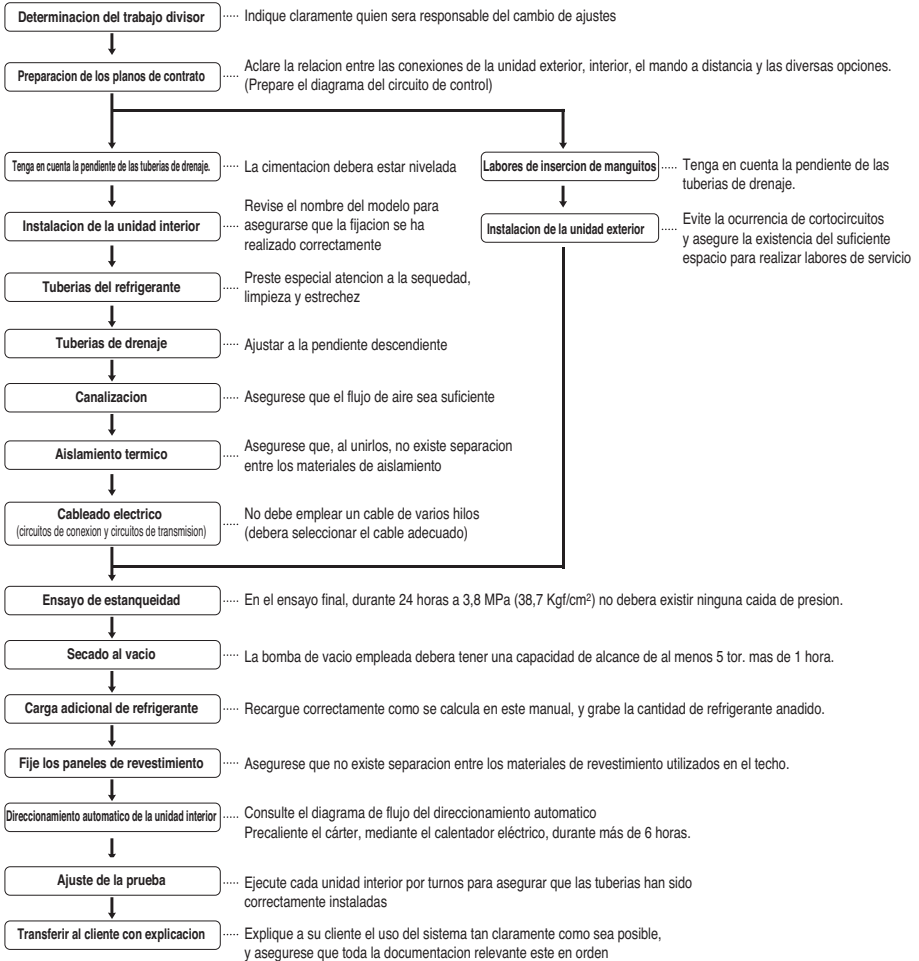 Determinacion del trabajo divisor ..... Indique claramente quien sera responsable del cambio de ajustes
Preparacion de los planos de contrato ..... Aclare la relacion entre las conexiones de la unidad exterior, interior, el mando a distancia y las diversas opciones.
(Prepare el diagrama del circuito de control)
Tenga en cuenta la pendiente de las tuberias de drenaje. ..... La cimentacion debera estar nivelada
Labores de insercion de manguitos ..... Tenga en cuenta la pendiente de las
tuberias de drenaje.
Instalacion de la unidad interior ..... Revise el nombre del modelo para
asegurarse que la fijacion se ha
realizado correctamente
Instalacion de la unidad exterior ..... Evite la ocurrencia de cortocircuitos
y asegure la existencia del suficiente
espacio para realizar labores de servicio
Tuberias del refrigerante ..... Preste especial atencion a la sequedad,
limpieza y estrechez
Tuberias de drenaje ..... Ajustar a la pendiente descendiente
Canalizacion ..... Asegurese que el flujo de aire sea suficiente
Aislamiento termico ..... Asegurese que, al unirlos, no existe separacion
entre los materiales de aislamiento
Cableado electrico
(circuitos de conexion y circuitos de transmision) ..... No debe emplear un cable de varios hilos
(debera seleccionar el cable adecuado)
Ensayo de estanqueidad ..... En el ensayo final, durante 24 horas a 3,8 MPa (38,7 Kgf/cm²) no debera existir ninguna caida de presion.
Secado al vacio ..... La bomba de vacio empleada debera tener una capacidad de alcance de al menos 5 tor. mas de 1 hora.
Carga adicional de refrigerante ..... Recargue correctamente como se calcula en este manual, y grabe la cantidad de refrigerante anadido.
Fije los paneles de revestimiento ..... Asegurese que no existe separacion entre los materiales de revestimiento utilizados en el techo.
Direccionamiento automatico de la unidad interior ..... Consulte el diagrama de flujo del direccionamiento automatico
Precaliente el cárter, mediante el calentador eléctrico, durante más de 6 horas.
Ajuste de la prueba ..... Ejecute cada unidad interior por turnos para asegurar que las tuberias han sido
correctamente instaladas
Transferir al cliente con explicacion ..... Explique a su cliente el uso del sistema tan claramente como sea posible,
y asegurese que toda la documentacion relevante este en orden